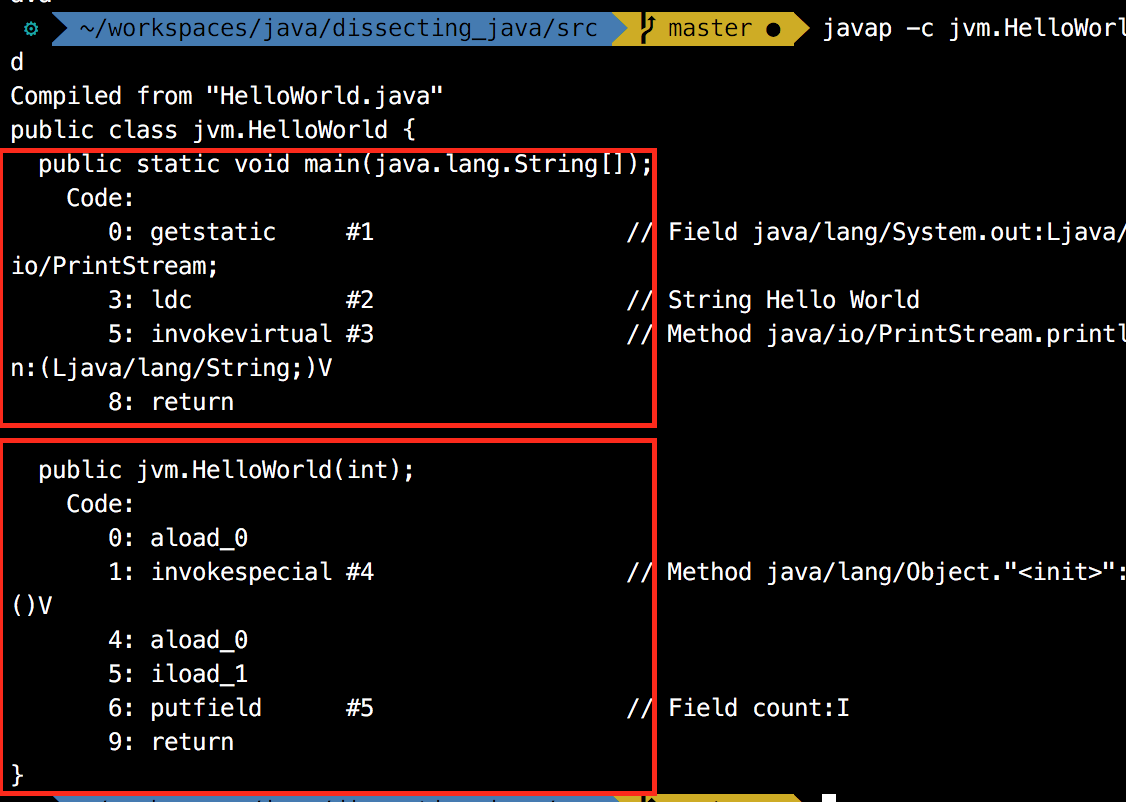 ~/workspaces/java/dissecting_java/src master ● javap -c jvm.HelloWorl
d
Compiled from "HelloWorld.java"
public class jvm.HelloWorld {
  public static void main(java.lang.String[]);
    Code:
       0: getstatic     #1                  // Field java/lang/System.out:Ljava/
io/PrintStream;
       3: ldc           #2                  // String Hello World
       5: invokevirtual #3                  // Method java/io/PrintStream.printl
n:(Ljava/lang/String;)V
       8: return
  public jvm.HelloWorld(int);
    Code:
       0: aload_0
       1: invokespecial #4                  // Method java/lang/Object."<init>":
()V
       4: aload_0
       5: iload_1
       6: putfield      #5                  // Field count:I
       9: return
}